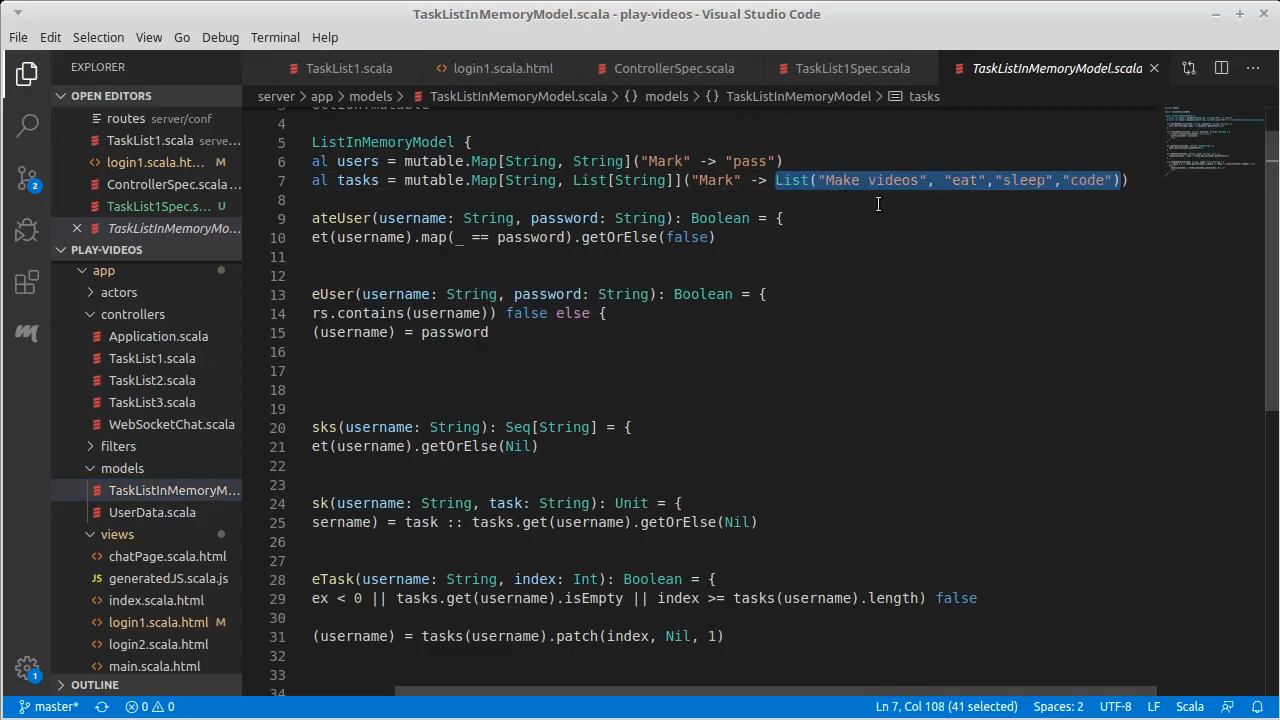 TaskListInMemoryModel.scala - play-videos - Visual Studio Code
File Edit Selection View Go Debug Terminal Help
EXPLORER
TaskList1.scala
login1.scala.html
ControllerSpec.scala
TaskList1Spec.scala
TaskListInMemoryModel.scala
server > app > models > TaskListInMemoryModel.scala > {} models > {} TaskListInMemoryModel > tasks
OPEN EDITORS
routes server/conf
TaskList1.scala serve...
login1.scala.ht... M
ControllerSpec.scala...
TaskList1Spec.s... U
TaskListInMemoryMo...
PLAY-VIDEOS
app
actors
controllers
Application.scala
TaskList1.scala
TaskList2.scala
TaskList3.scala
WebSocketChat.scala
filters
models
TaskListInMemoryM...
UserData.scala
views
chatPage.scala.html
JS generatedJS.scala.js
index.scala.html
login1.scala.html M
login2.scala.html
main.scala.html
OUTLINE
4
5 ListInMemoryModel {
6 al users = mutable.Map[String, String]("Mark" -> "pass")
7 al tasks = mutable.Map[String, List[String]]("Mark" -> List("Make videos", "eat","sleep","code"))
8
9 ateUser(username: String, password: String): Boolean = {
10 et(username).map(_ == password).getOrElse(false)
11
12
13 eUser(username: String, password: String): Boolean = {
14 rs.contains(username)) false else {
15 (username) = password
16
17
18
19
20 sks(username: String): Seq[String] = {
21 et(username).getOrElse(Nil)
22
23
24 sk(username: String, task: String): Unit = {
25 sername) = task :: tasks.get(username).getOrElse(Nil)
26
27
28 eTask(username: String, index: Int): Boolean = {
29 ex < 0 || tasks.get(username).isEmpty || index >= tasks(username).length) false
30
31 (username) = tasks(username).patch(index, Nil, 1)
32
33
34
2
1
master* 0 0 Ln 7, Col 108 (41 selected) Spaces: 2 UTF-8 LF Scala